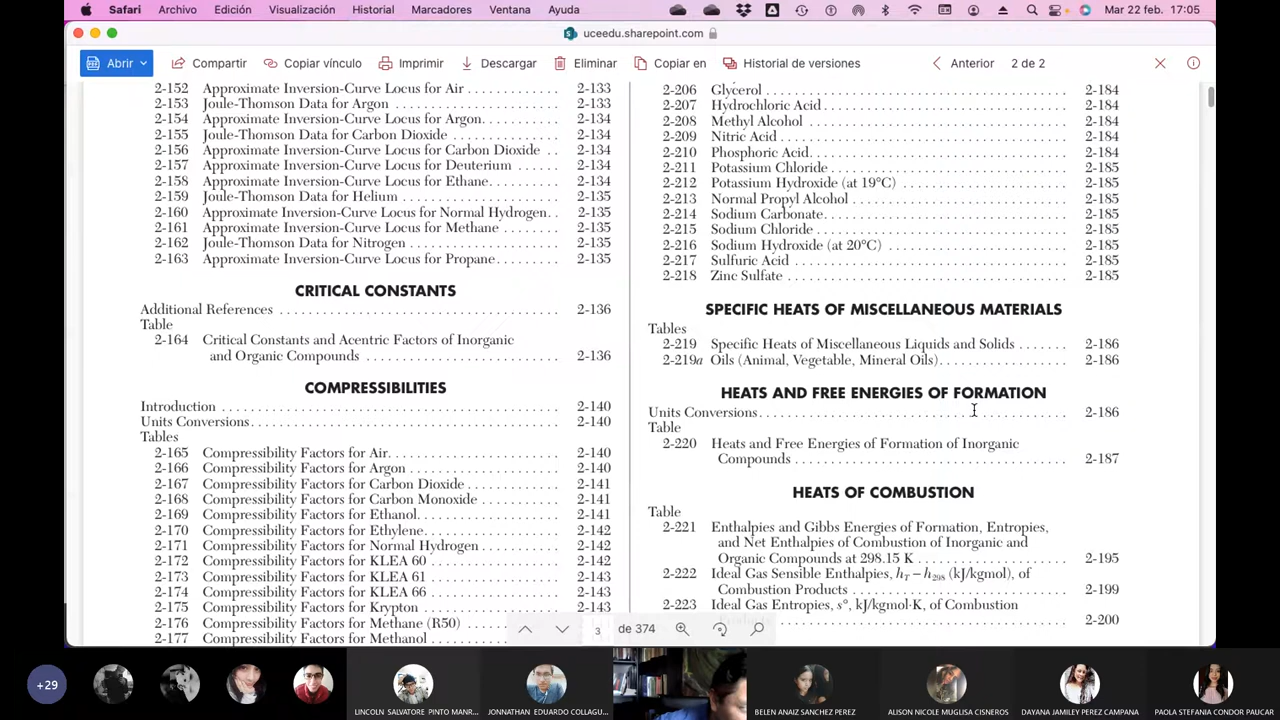 Safari Archivo Edición Visualización Historial Marcadores Ventana Ayuda Mar 22 feb. 17:05
uceedu.sharepoint.com
Abrir Compartir Copiar vínculo Imprimir Descargar Eliminar Copiar en Historial de versiones Anterior 2 de 2
2-152 Approximate Inversion-Curve Locus for Air 2-133
2-153 Joule-Thomson Data for Argon 2-133
2-154 Approximate Inversion-Curve Locus for Argon 2-134
2-155 Joule-Thomson Data for Carbon Dioxide 2-134
2-156 Approximate Inversion-Curve Locus for Carbon Dioxide 2-134
2-157 Approximate Inversion-Curve Locus for Deuterium 2-134
2-158 Approximate Inversion-Curve Locus for Ethane 2-134
2-159 Joule-Thomson Data for Helium 2-135
2-160 Approximate Inversion-Curve Locus for Normal Hydrogen 2-135
2-161 Approximate Inversion-Curve Locus for Methane 2-135
2-162 Joule-Thomson Data for Nitrogen 2-135
2-163 Approximate Inversion-Curve Locus for Propane 2-135
CRITICAL CONSTANTS
Additional References 2-136
Table
2-164 Critical Constants and Acentric Factors of Inorganic
and Organic Compounds 2-136
COMPRESSIBILITIES
Introduction 2-140
Units Conversions 2-140
Tables
2-165 Compressibility Factors for Air 2-140
2-166 Compressibility Factors for Argon 2-140
2-167 Compressibility Factors for Carbon Dioxide 2-141
2-168 Compressibility Factors for Carbon Monoxide 2-141
2-169 Compressibility Factors for Ethanol 2-141
2-170 Compressibility Factors for Ethylene 2-142
2-171 Compressibility Factors for Normal Hydrogen 2-142
2-172 Compressibility Factors for KLEA 60 2-142
2-173 Compressibility Factors for KLEA 61 2-143
2-174 Compressibility Factors for KLEA 66 2-143
2-175 Compressibility Factors for Krypton 2-143
2-176 Compressibility Factors for Methane (R50)
2-177 Compressibility Factors for Methanol
2-206 Glycerol 2-184
2-207 Hydrochloric Acid 2-184
2-208 Methyl Alcohol 2-184
2-209 Nitric Acid 2-184
2-210 Phosphoric Acid 2-184
2-211 Potassium Chloride 2-185
2-212 Potassium Hydroxide (at 19°C) 2-185
2-213 Normal Propyl Alcohol 2-185
2-214 Sodium Carbonate 2-185
2-215 Sodium Chloride 2-185
2-216 Sodium Hydroxide (at 20°C) 2-185
2-217 Sulfuric Acid 2-185
2-218 Zinc Sulfate 2-185
SPECIFIC HEATS OF MISCELLANEOUS MATERIALS
Tables
2-219 Specific Heats of Miscellaneous Liquids and Solids 2-186
2-219a Oils (Animal, Vegetable, Mineral Oils) 2-186
HEATS AND FREE ENERGIES OF FORMATION
Units Conversions 2-186
Table
2-220 Heats and Free Energies of Formation of Inorganic
Compounds 2-187
HEATS OF COMBUSTION
Table
2-221 Enthalpies and Gibbs Energies of Formation, Entropies,
and Net Enthalpies of Combustion of Inorganic and
Organic Compounds at 298.15 K 2-195
2-222 Ideal Gas Sensible Enthalpies, hT – h298 (kJ/kgmol), of
Combustion Products 2-199
2-223 Ideal Gas Entropies, s°, kJ/kgmol·K, of Combustion
2-200
3 de 374
+29
LINCOLN SALVATORE PINTO MANR...
JONNATHAN EDUARDO COLLAGU...
BELEN ANAIZ SANCHEZ PEREZ
ALISON NICOLE MUGLISA CISNEROS
DAYANA JAMILEY PEREZ CAMPANA
PAOLA STEFANIA CONDOR PAUCAR